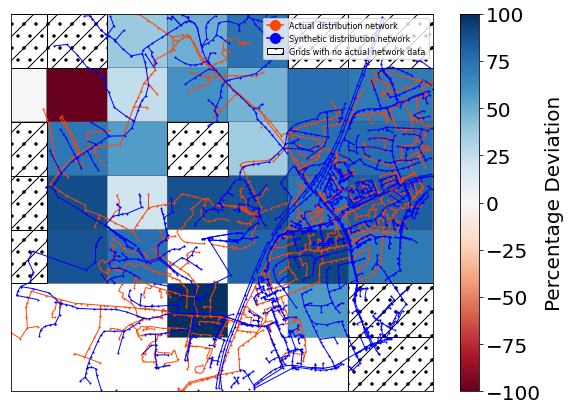 Actual distribution network
Synthetic distribution network
Grids with no actual network data
100
75
50
25
0
−25
−50
−75
−100
Percentage Deviation